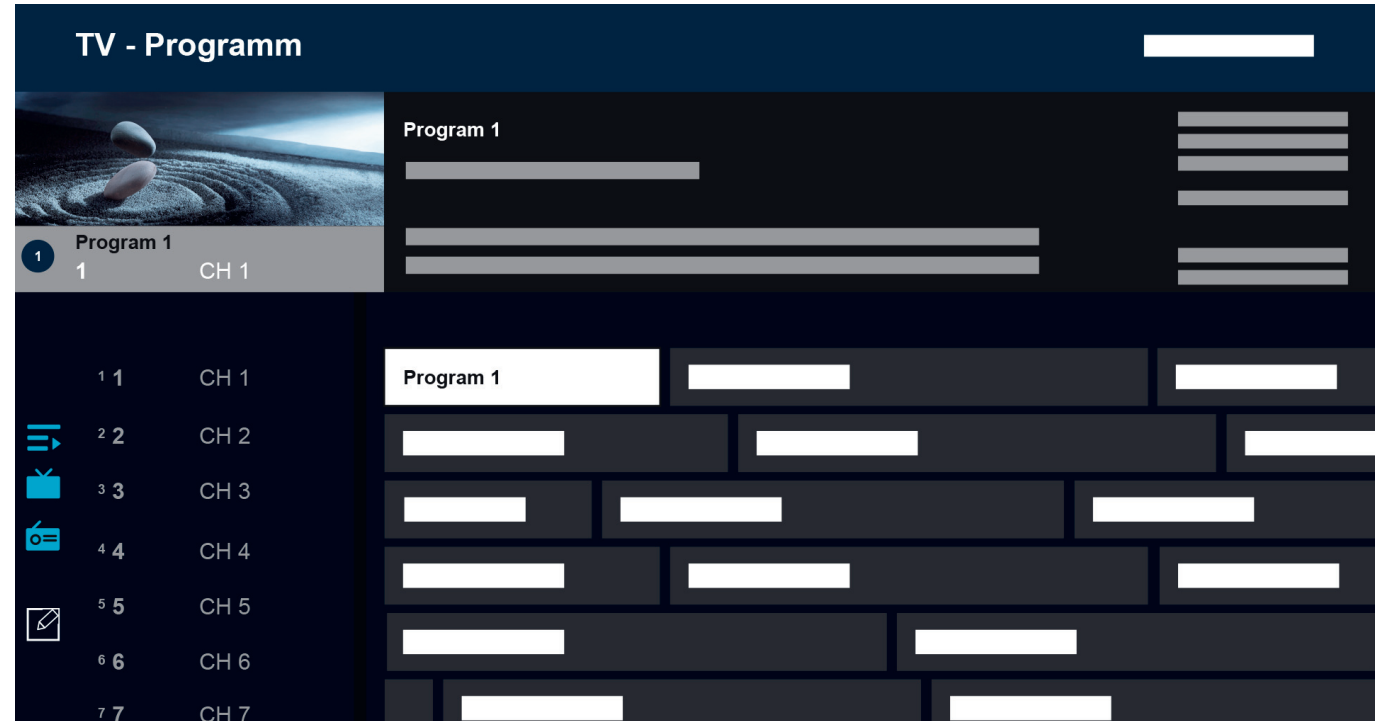 TV - Programm
Program 1
Program 1
1 1 CH 1
1 1 CH 1
Program 1
2 2 CH 2
3 3 CH 3
4 4 CH 4
5 5 CH 5
6 6 CH 6
7 7 CH 7